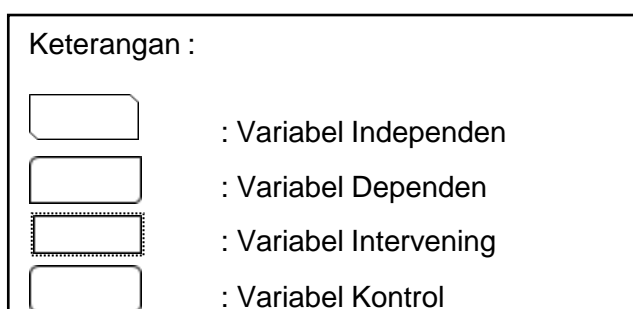 Keterangan :
: Variabel Independen
: Variabel Dependen
: Variabel Intervening
: Variabel Kontrol